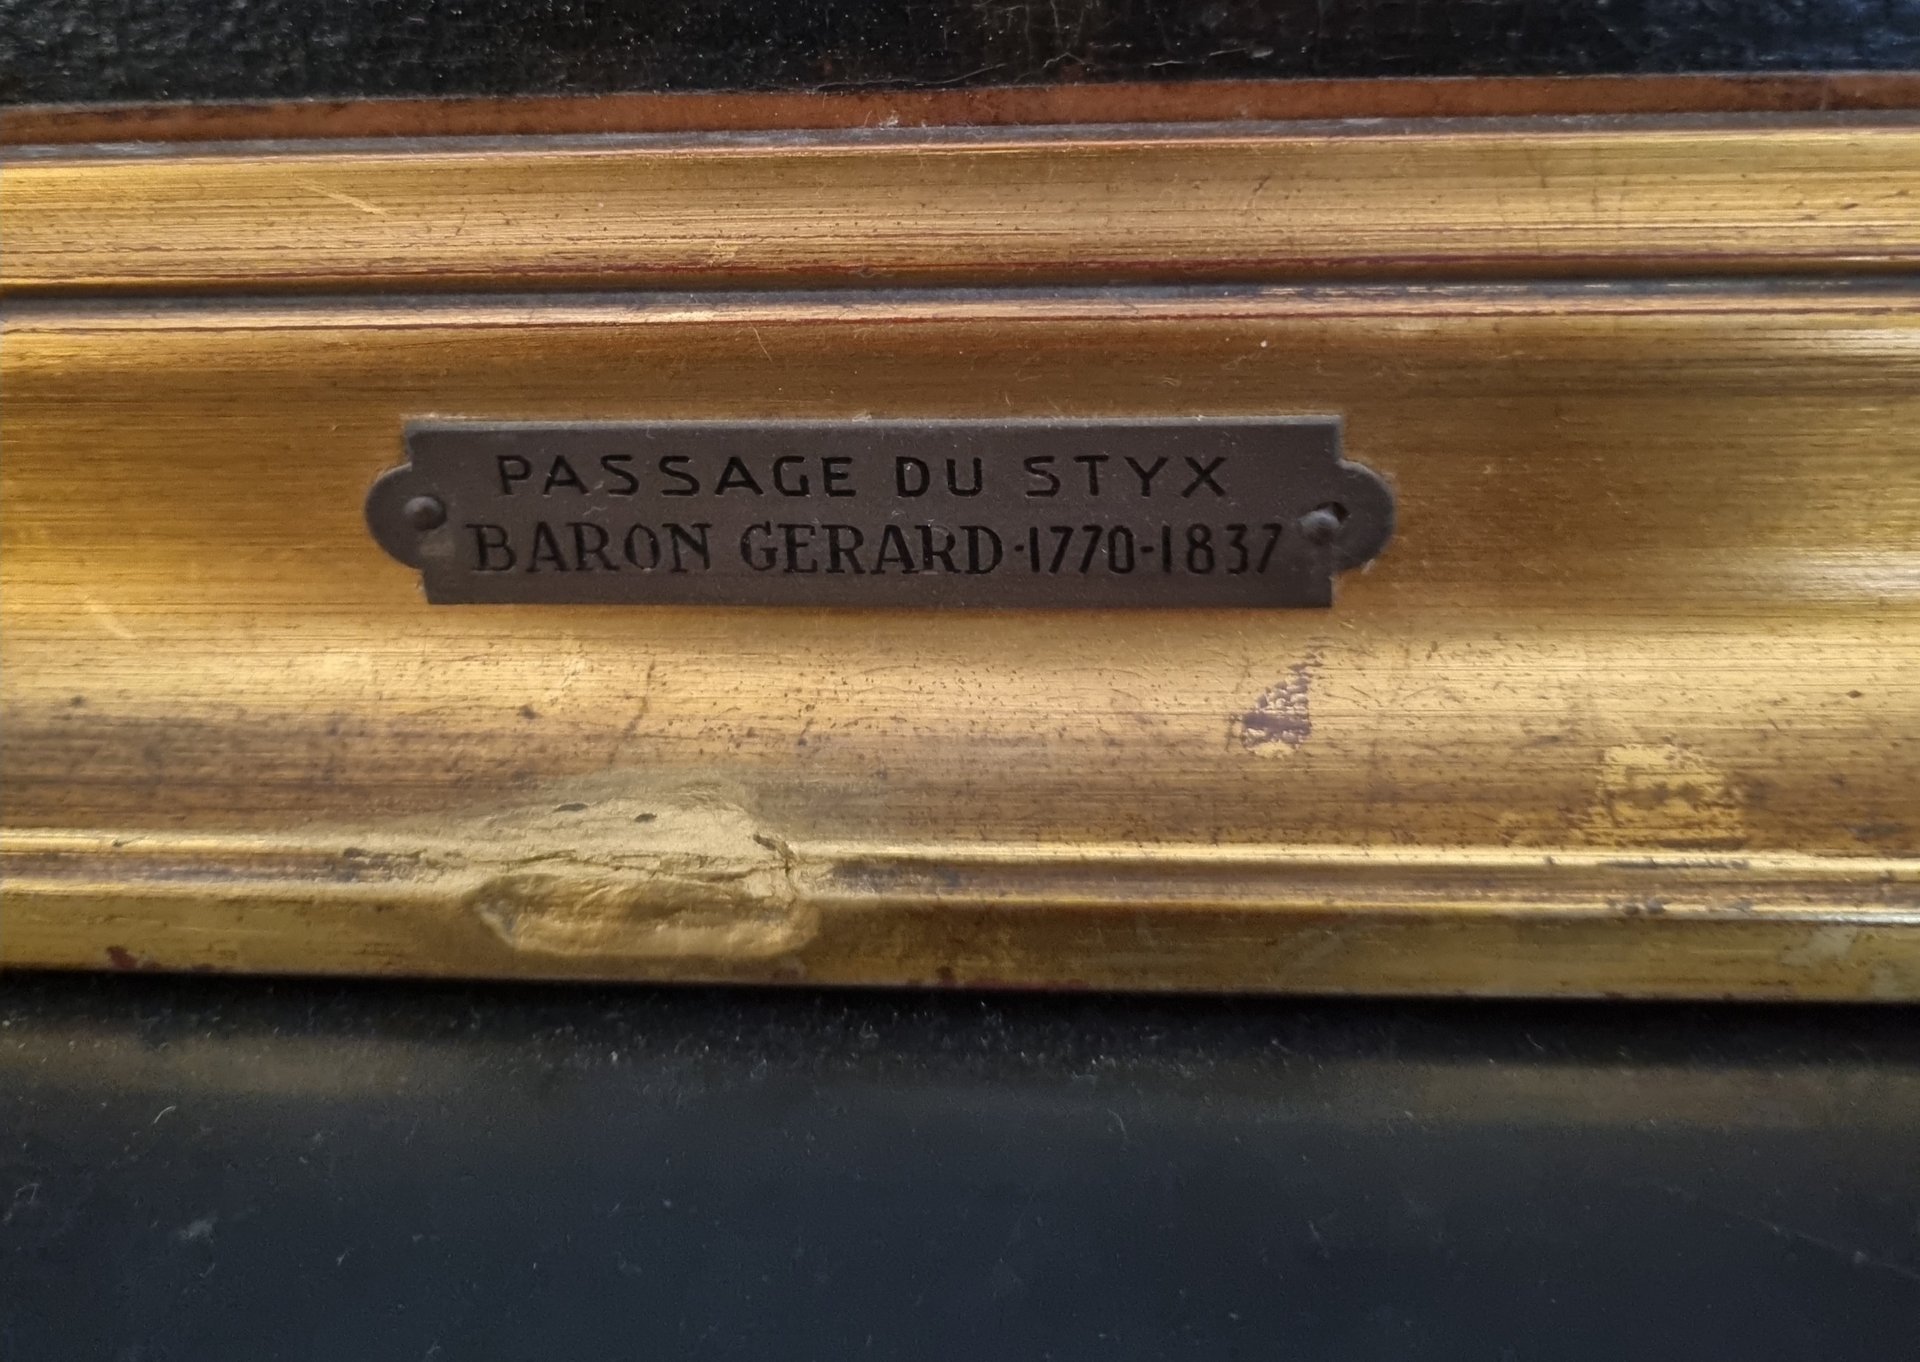 PASSAGE DU STYX
BARON GERARD·1770-1837